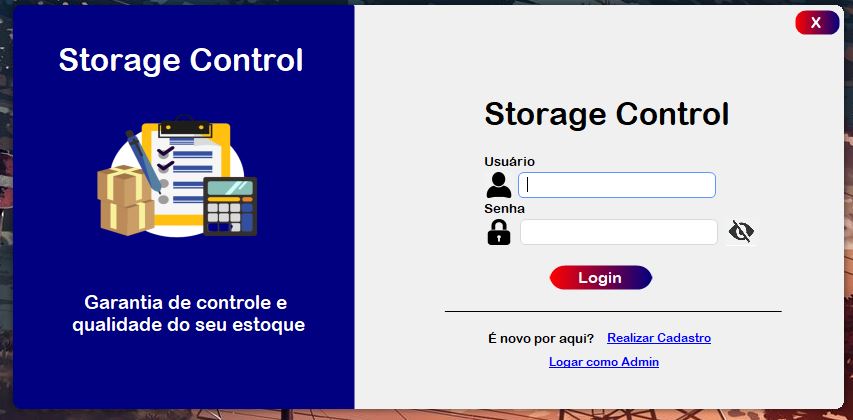 Storage Control
Garantia de controle e
qualidade do seu estoque
X
Storage Control
Usuário
Senha
Login
É novo por aqui? Realizar Cadastro
Logar como Admin